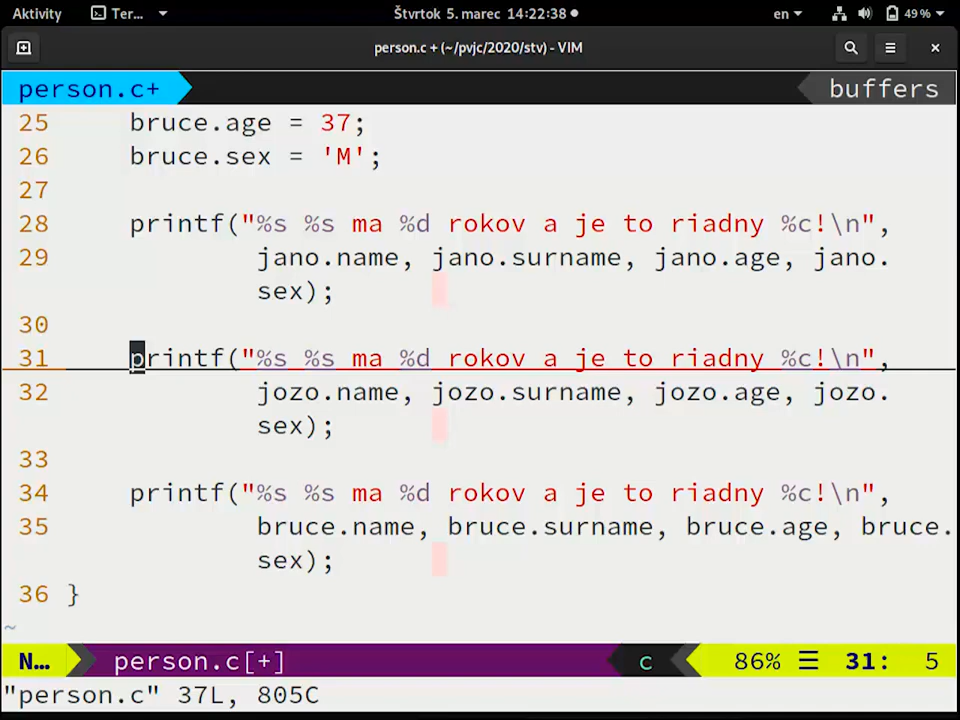 Aktivity Ter... Štvrtok 5. marec 14:22:38 en 49%
person.c + (~/pvjc/2020/stv) - VIM
person.c+ buffers
25 bruce.age = 37;
26 bruce.sex = 'M';
27
28 printf("%s %s ma %d rokov a je to riadny %c!\n",
29 jano.name, jano.surname, jano.age, jano.
sex);
30
31 printf("%s %s ma %d rokov a je to riadny %c!\n",
32 jozo.name, jozo.surname, jozo.age, jozo.
sex);
33
34 printf("%s %s ma %d rokov a je to riadny %c!\n",
35 bruce.name, bruce.surname, bruce.age, bruce.
sex);
36 }
~
N... person.c[+] c 86% ☰ 31: 5
"person.c" 37L, 805C